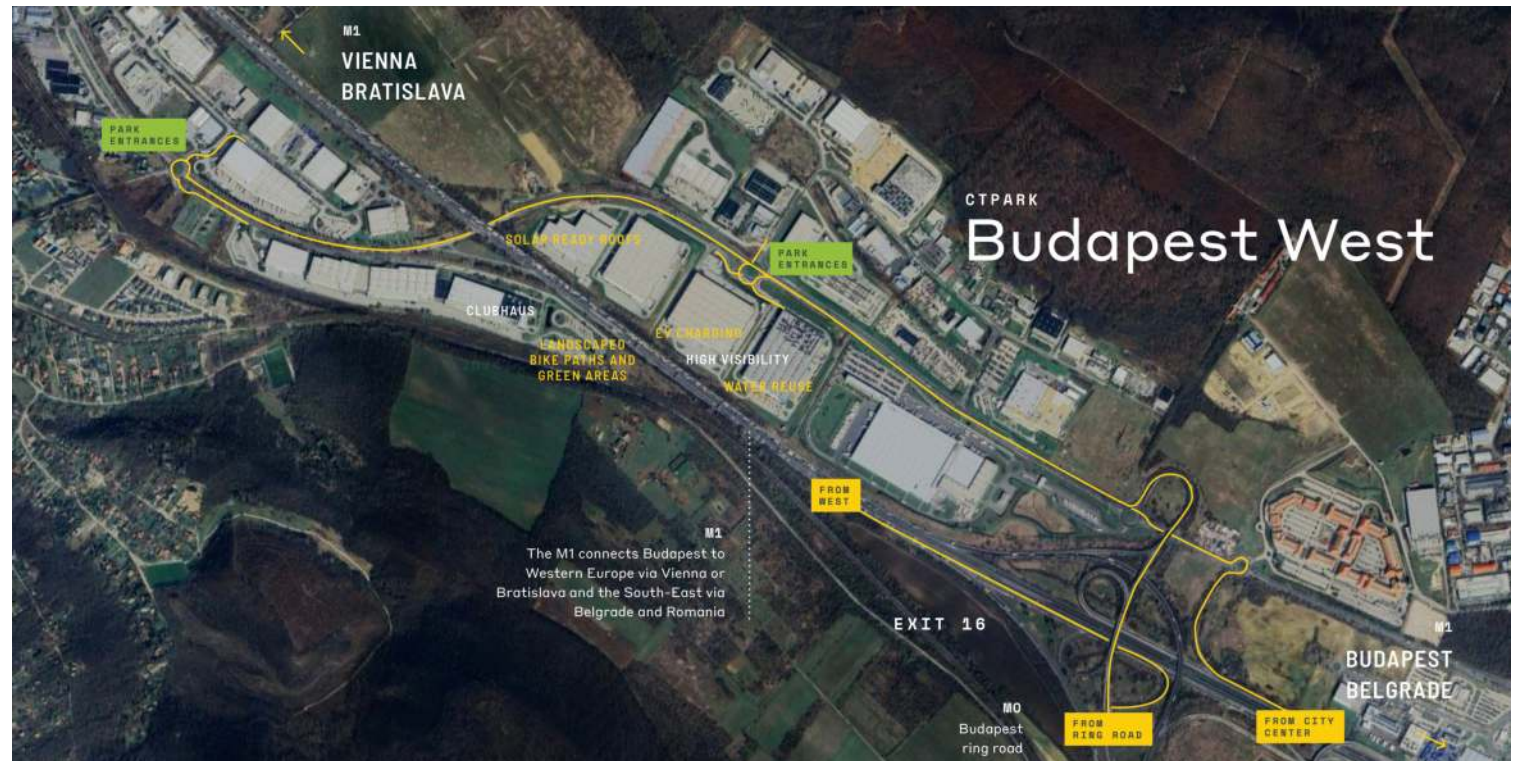 M1
VIENNA
BRATISLAVA
PARK
ENTRANCES
CTPARK
Budapest West
SOLAR READY ROOFS
PARK
ENTRANCES
CLUBHAUS
EV CHARGING
LANDSCAPED
BIKE PATHS AND
GREEN AREAS
HIGH VISIBILITY
WATER REUSE
FROM
WEST
M1
The M1 connects Budapest to
Western Europe via Vienna or
Bratislava and the South-East via
Belgrade and Romania
EXIT 16
M1
BUDAPEST
BELGRADE
M0
Budapest
ring road
FROM
RING ROAD
FROM CITY
CENTER